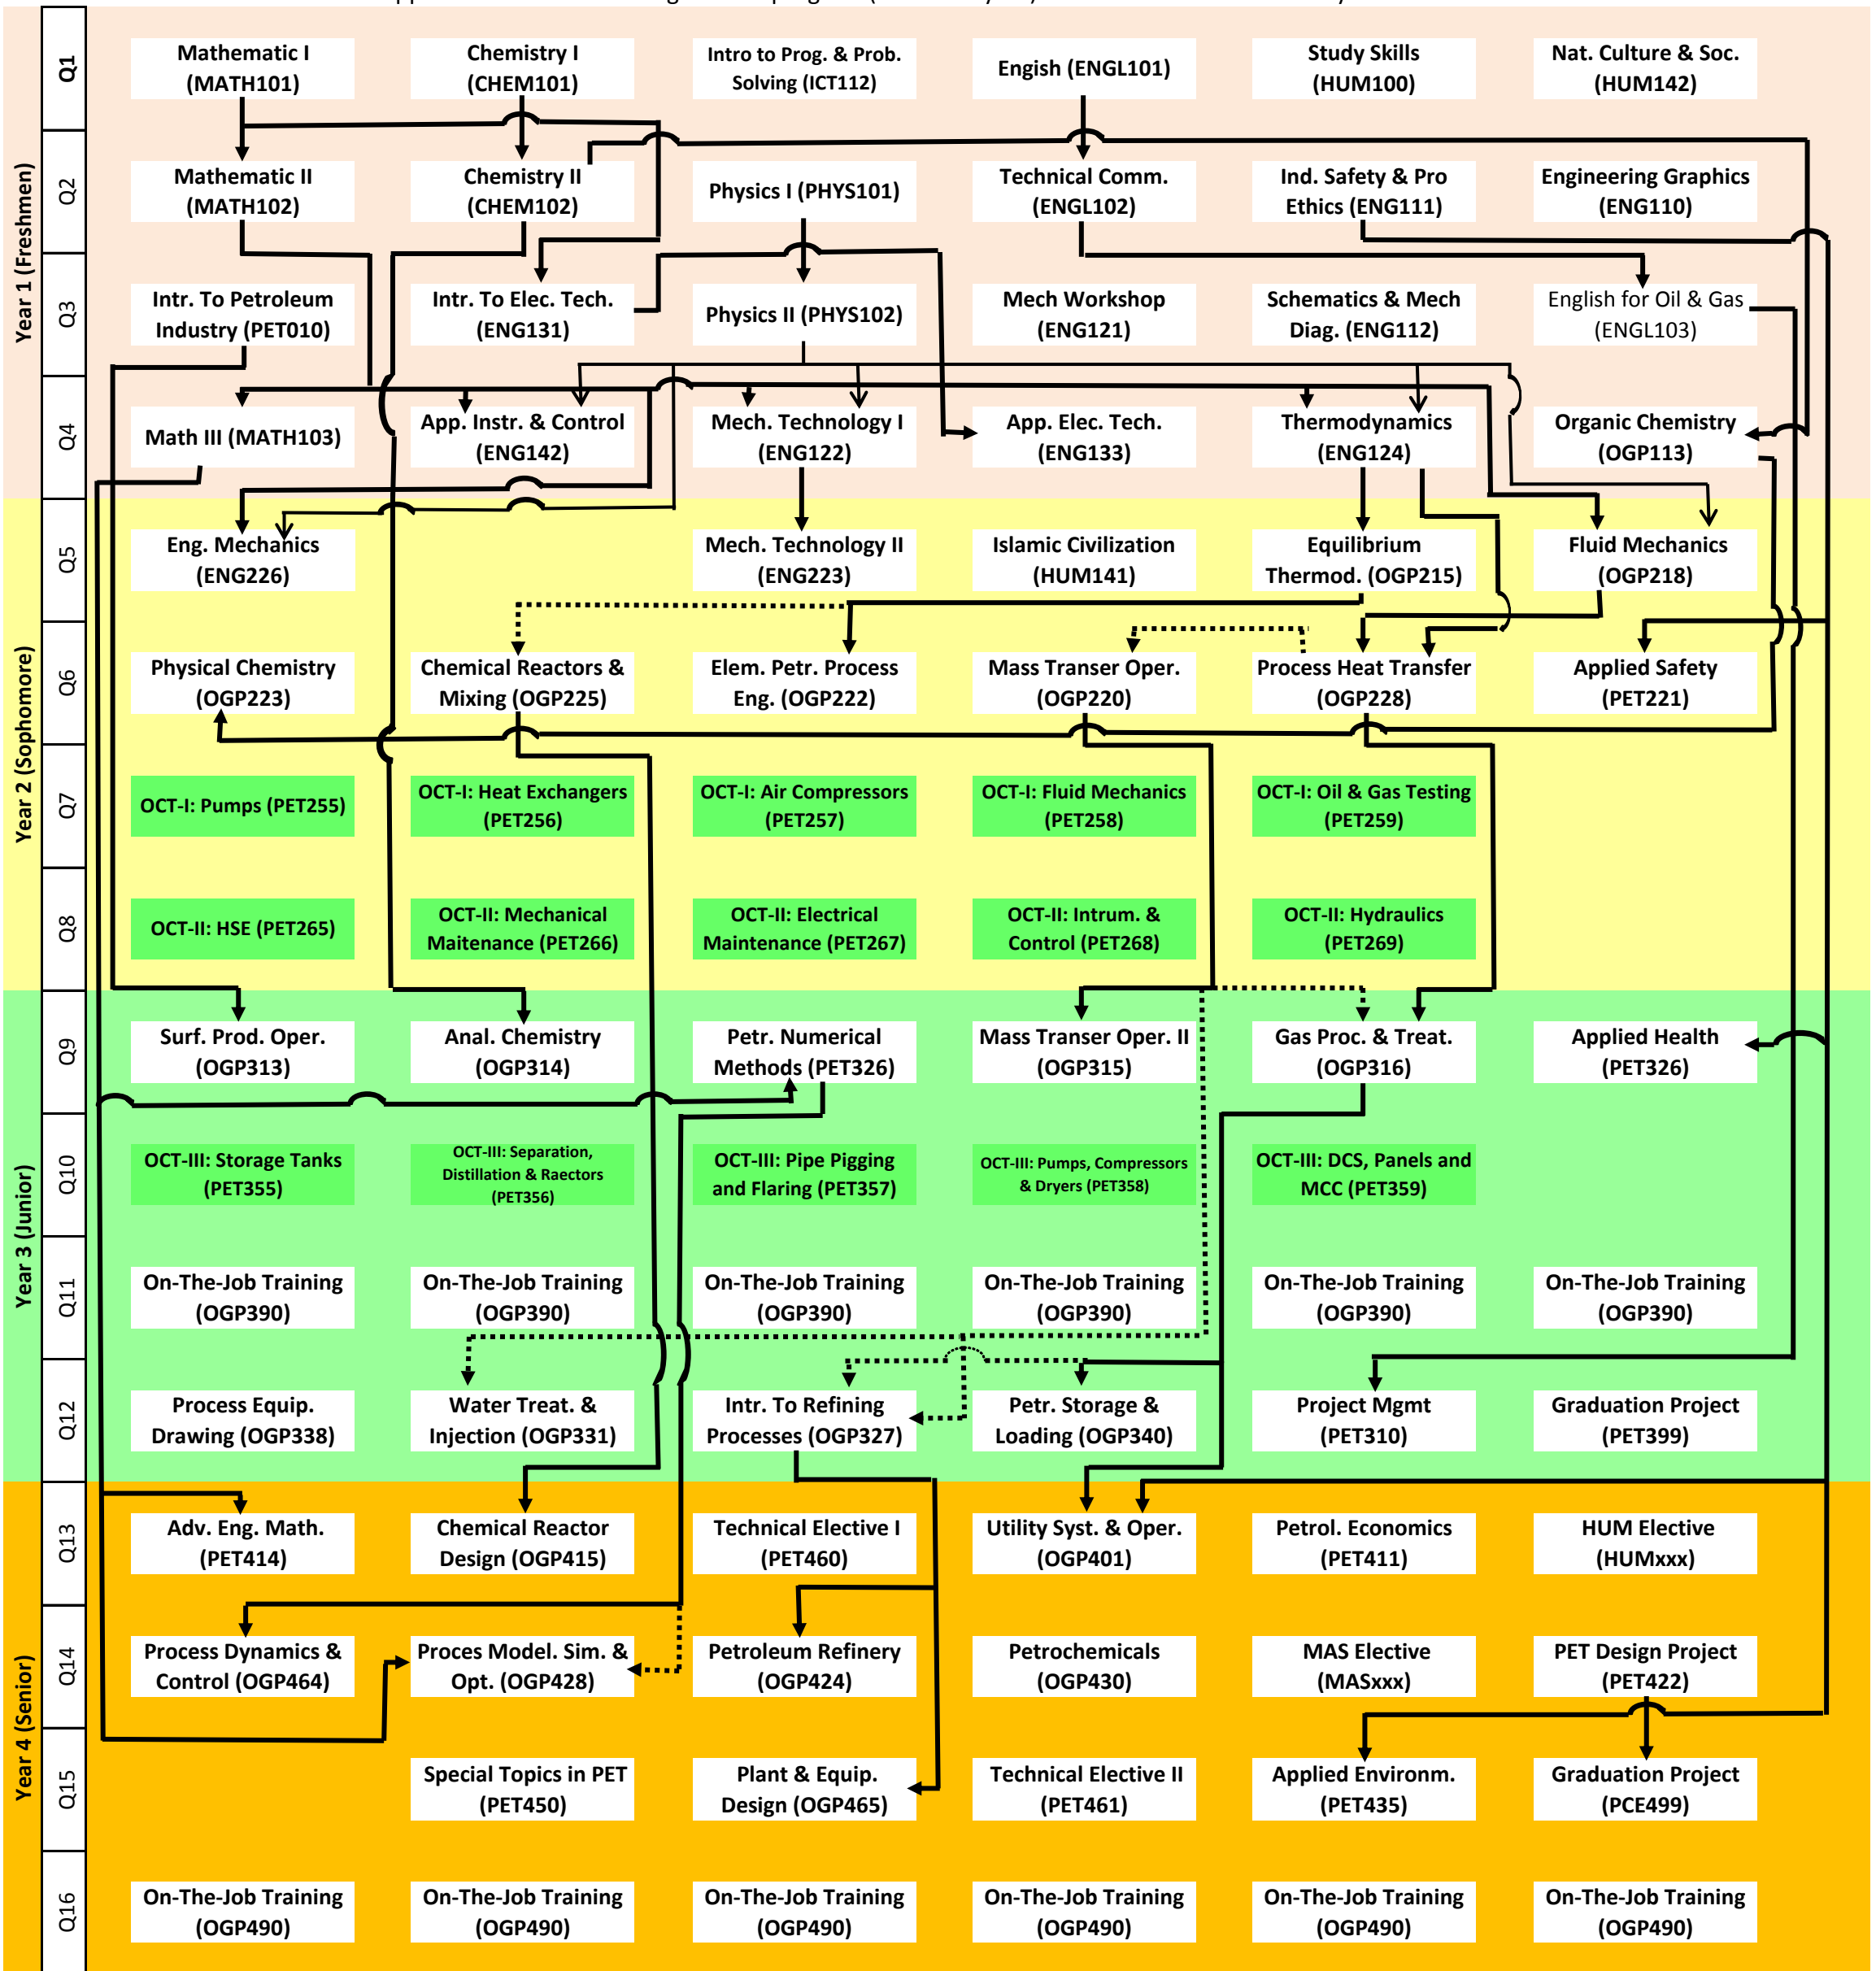 Year 1 (Freshmen)
Q1
Mathematic I
(MATH101)
Chemistry I
(CHEM101)
Intro to Prog. & Prob.
Solving (ICT112)
Engish (ENGL101)
Study Skills
(HUM100)
Nat. Culture & Soc.
(HUM142)
Q2
Mathematic II
(MATH102)
Chemistry II
(CHEM102)
Physics I (PHYS101)
Technical Comm.
(ENGL102)
Ind. Safety & Pro
Ethics (ENG111)
Engineering Graphics
(ENG110)
Q3
Intr. To Petroleum
Industry (PET010)
Intr. To Elec. Tech.
(ENG131)
Physics II (PHYS102)
Mech Workshop
(ENG121)
Schematics & Mech
Diag. (ENG112)
English for Oil & Gas
(ENGL103)
Q4
Math III (MATH103)
App. Instr. & Control
(ENG142)
Mech. Technology I
(ENG122)
App. Elec. Tech.
(ENG133)
Thermodynamics
(ENG124)
Organic Chemistry
(OGP113)
Year 2 (Sophomore)
Q5
Eng. Mechanics
(ENG226)
Mech. Technology II
(ENG223)
Islamic Civilization
(HUM141)
Equilibrium
Thermod. (OGP215)
Fluid Mechanics
(OGP218)
Q6
Physical Chemistry
(OGP223)
Chemical Reactors &
Mixing (OGP225)
Elem. Petr. Process
Eng. (OGP222)
Mass Transer Oper.
(OGP220)
Process Heat Transfer
(OGP228)
Applied Safety
(PET221)
Q7
OCT-I: Pumps (PET255)
OCT-I: Heat Exchangers
(PET256)
OCT-I: Air Compressors
(PET257)
OCT-I: Fluid Mechanics
(PET258)
OCT-I: Oil & Gas Testing
(PET259)
Q8
OCT-II: HSE (PET265)
OCT-II: Mechanical
Maitenance (PET266)
OCT-II: Electrical
Maintenance (PET267)
OCT-II: Intrum. &
Control (PET268)
OCT-II: Hydraulics
(PET269)
Year 3 (Junior)
Q9
Surf. Prod. Oper.
(OGP313)
Anal. Chemistry
(OGP314)
Petr. Numerical
Methods (PET326)
Mass Transer Oper. II
(OGP315)
Gas Proc. & Treat.
(OGP316)
Applied Health
(PET326)
Q10
OCT-III: Storage Tanks
(PET355)
OCT-III: Separation,
Distillation & Raectors
(PET356)
OCT-III: Pipe Pigging
and Flaring (PET357)
OCT-III: Pumps, Compressors
& Dryers (PET358)
OCT-III: DCS, Panels and
MCC (PET359)
Q11
On-The-Job Training
(OGP390)
On-The-Job Training
(OGP390)
On-The-Job Training
(OGP390)
On-The-Job Training
(OGP390)
On-The-Job Training
(OGP390)
On-The-Job Training
(OGP390)
Q12
Process Equip.
Drawing (OGP338)
Water Treat. &
Injection (OGP331)
Intr. To Refining
Processes (OGP327)
Petr. Storage &
Loading (OGP340)
Project Mgmt
(PET310)
Graduation Project
(PET399)
Year 4 (Senior)
Q13
Adv. Eng. Math.
(PET414)
Chemical Reactor
Design (OGP415)
Technical Elective I
(PET460)
Utility Syst. & Oper.
(OGP401)
Petrol. Economics
(PET411)
HUM Elective
(HUMxxx)
Q14
Process Dynamics &
Control (OGP464)
Proces Model. Sim. &
Opt. (OGP428)
Petroleum Refinery
(OGP424)
Petrochemicals
(OGP430)
MAS Elective
(MASxxx)
PET Design Project
(PET422)
Q15
Special Topics in PET
(PET450)
Plant & Equip.
Design (OGP465)
Technical Elective II
(PET461)
Applied Environm.
(PET435)
Graduation Project
(PCE499)
Q16
On-The-Job Training
(OGP490)
On-The-Job Training
(OGP490)
On-The-Job Training
(OGP490)
On-The-Job Training
(OGP490)
On-The-Job Training
(OGP490)
On-The-Job Training
(OGP490)